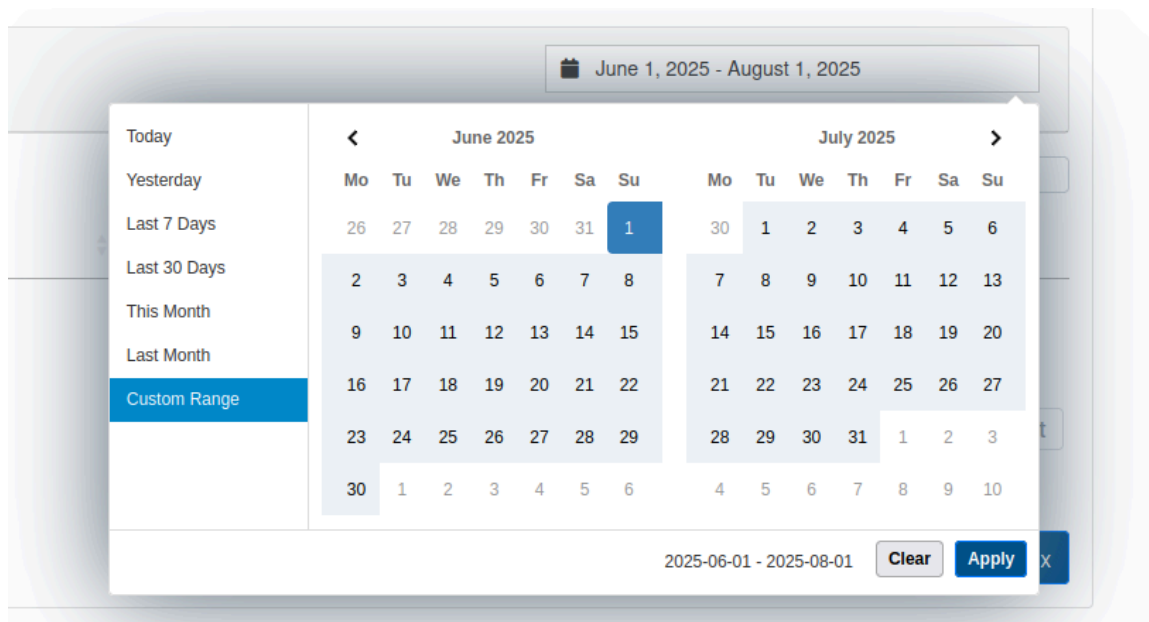 June 1, 2025 - August 1, 2025
Today
Yesterday
Last 7 Days
Last 30 Days
This Month
Last Month
Custom Range
June 2025
Mo Tu We Th Fr Sa Su
26 27 28 29 30 31 1
2 3 4 5 6 7 8
9 10 11 12 13 14 15
16 17 18 19 20 21 22
23 24 25 26 27 28 29
30 1 2 3 4 5 6
July 2025
Mo Tu We Th Fr Sa Su
30 1 2 3 4 5 6
7 8 9 10 11 12 13
14 15 16 17 18 19 20
21 22 23 24 25 26 27
28 29 30 31 1 2 3
4 5 6 7 8 9 10
2025-06-01 - 2025-08-01
Clear
Apply